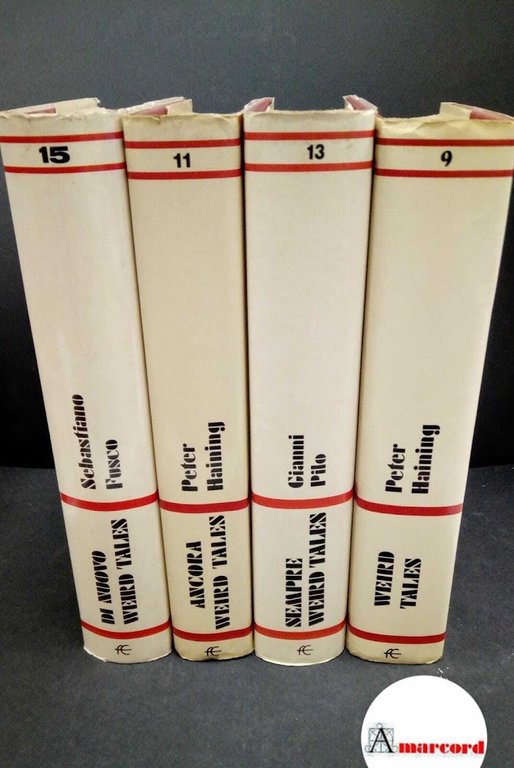 15
Sebastiano
Fusco
DI NUOVO
WEIRD TALES
11
Peter
Haining
ANCORA
WEIRD TALES
13
Gianni
Pilo
SEMPRE
WEIRD TALES
9
Peter
Haining
WEIRD
TALES
Amarcord